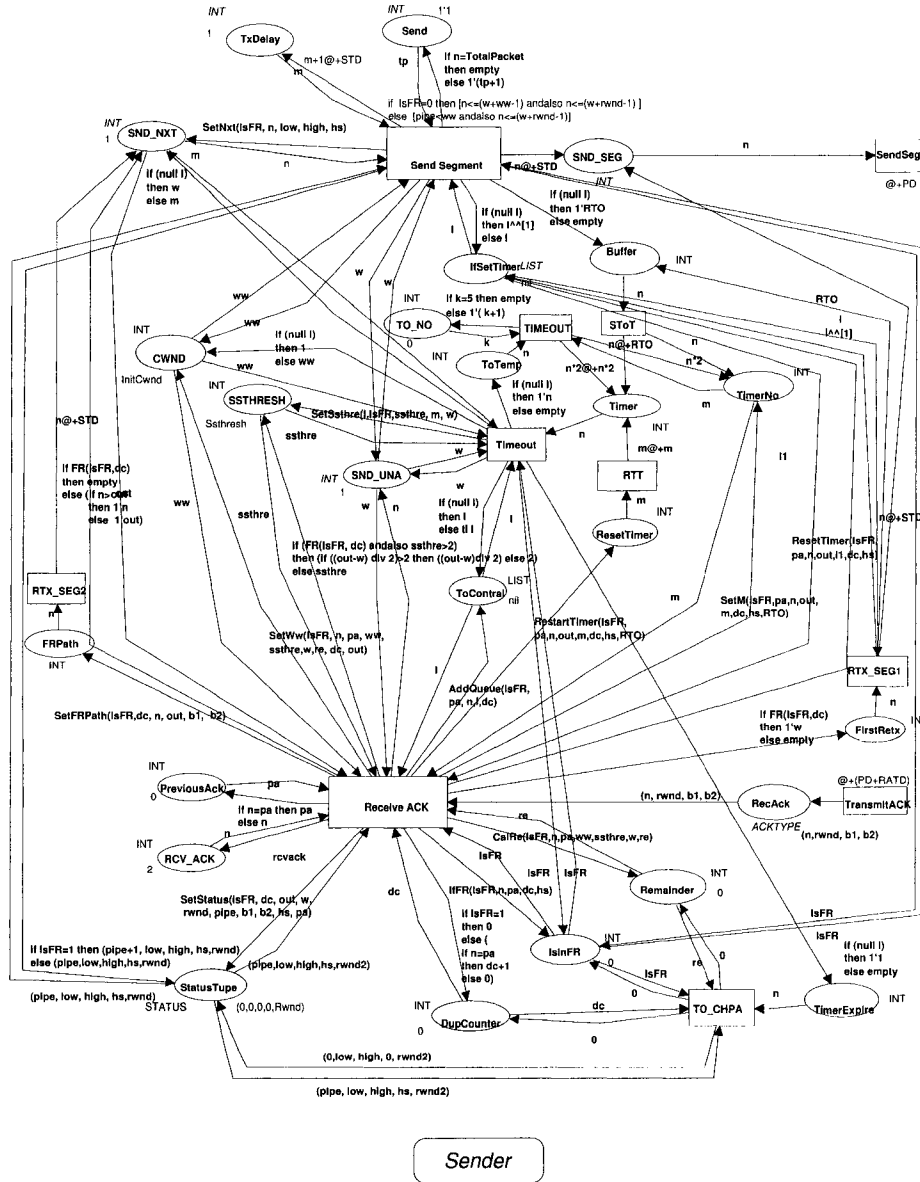 INT
1
TxDelay
INT
1'1
Send
m+1@+STD
m
tp
if n=TotalPacket
then empty
else 1'(tp+1)
if IsFR=0 then [n<=(w+ww-1) andalso n<=(w+rwnd-1) ]
else [pipe<ww andalso n<=(w+rwnd-1)]
INT
1
SND_NXT
SetNxt(IsFR, n, low, high, hs)
m
n
Send Segment
n@+STD
SND_SEG
INT
n
SendSeg
@+PD
if (null l)
then w
else m
l
if (null l)
then l^^[1]
else l
if (null l)
then 1'RTO
else empty
Buffer
INT
IfSetTimer
LIST
RTO
l
l^^[1]
w
w
ww
ww
INT
TO_NO
0
if k=5 then empty
else 1'( k+1)
k
TIMEOUT
n
SToT
n@+RTO
n
n*2
INT
CWND
InitCwnd
if (null l)
then 1
else ww
ww
INT
ToTemp
n
n*2@+n*2
INT
TimerNo
m
INT
SSTHRESH
Ssthresh
SetSsthre(l,IsFR,ssthre, m, w)
ssthre
if (null l)
then 1'n
else empty
Timer
INT
n
Timeout
m@+m
n@+STD
w
w
INT
SND_UNA
1
RTT
m
INT
ResetTimer
l1
n@+STD
if FR(IsFR,dc)
then empty
else (if n>out
then 1'n
else 1'out)
ww
ssthre
w
n
if (null l)
then l
else tl l
l
if (FR(IsFR, dc) andalso ssthre>2)
then (if ((out-w) div 2)>2 then ((out-w)div 2) else 2)
else ssthre
ResetTimer(IsFR,
pa,n,out,l1,dc,hs)
ToContral
LIST
nil
RTX_SEG2
n
FRPath
INT
SetWw(IsFR, n, pa, ww,
ssthre,w,re, dc, out)
RestartTimer(IsFR,
pa,n,out,m,dc,hs,RTO)
m
SetM(IsFR,pa,n,out,
m,dc,hs,RTO)
l
AddQueue(IsFR,
pa, n,l,dc)
RTX_SEG1
n
SetFRPath(IsFR,dc, n, out, b1, b2)
if FR(IsFR,dc)
then 1'w
else empty
FirstRetx
INT
PreviousAck
0
pa
Receive ACK
(n, rwnd, b1, b2)
RecAck
ACKTYPE
@+(PD+RATD)
TransmitACK
(n,rwnd, b1, b2)
if n=pa then pa
else n
INT
n
RCV_ACK
2
rcvack
re
CalRe(IsFR,n,pa,ww,ssthre,w,re)
IsFR
IsFR
IsFR
Remainder
INT
0
SetStatus(IsFR, dc, out, w,
rwnd, pipe, b1, b2, hs, pa)
dc
IfFR(IsFR,n,pa,dc,hs)
if IsFR=1
then 0
else (
if n=pa
then dc+1
else 0)
IsFR
IsFR
if IsFR=1 then (pipe+1, low, high, hs,rwnd)
else (pipe,low,high,hs,rwnd)
(pipe,low,high,hs,rwnd2)
(pipe, low, high, hs,rwnd)
StatusTupe
STATUS
(0,0,0,0,Rwnd)
IsInFR
INT
0
IsFR
0
re
0
if (null l)
then 1'1
else empty
INT
0
DupCounter
dc
0
TO_CHPA
n
TimerExpire
INT
(0,low, high, 0, rwnd2)
(pipe, low, high, hs, rwnd2)
Sender